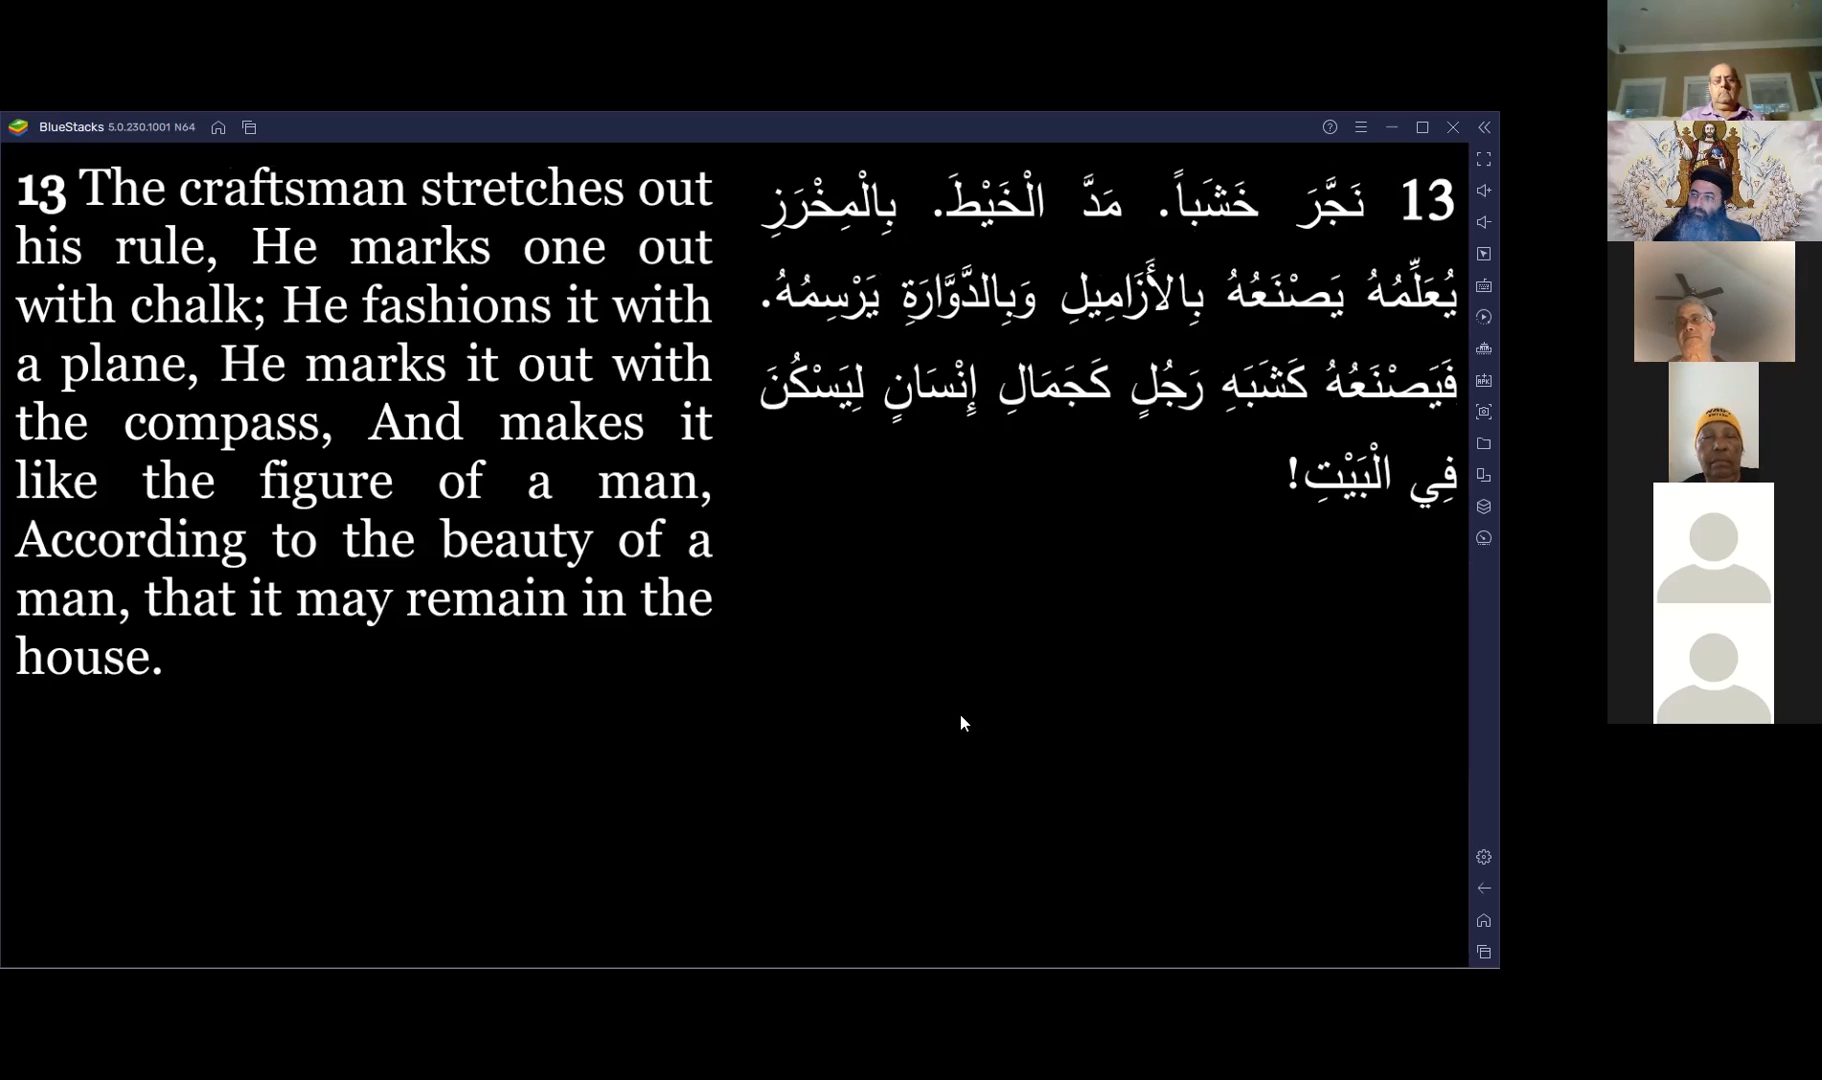 BlueStacks 5.0.230.1001 N64
13 The craftsman stretches out
his rule, He marks one out
with chalk; He fashions it with
a plane, He marks it out with
the compass, And makes it
like the figure of a man,
According to the beauty of a
man, that it may remain in the
house.
13 نَجَّرَ خَشَباً. مَدَّ الْخَيْطَ. بِالْمِخْرَزِ
يُعَلِّمُهُ يَصْنَعُهُ بِالأَزَامِيلِ وَبِالدَّوَّارَةِ يَرْسِمُهُ.
فَيَصْنَعُهُ كَشَبَهِ رَجُلٍ كَجَمَالِ إِنْسَانٍ لِيَسْكُنَ
فِي الْبَيْتِ!